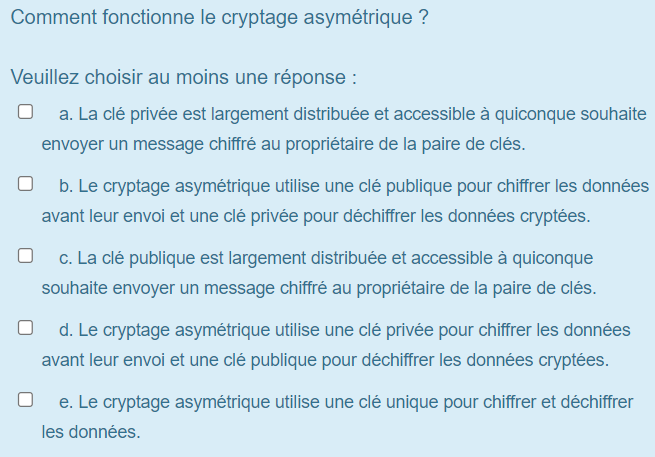 Comment fonctionne le cryptage asymétrique ?
Veuillez choisir au moins une réponse :
a. La clé privée est largement distribuée et accessible à quiconque souhaite
envoyer un message chiffré au propriétaire de la paire de clés.
b. Le cryptage asymétrique utilise une clé publique pour chiffrer les données
avant leur envoi et une clé privée pour déchiffrer les données cryptées.
c. La clé publique est largement distribuée et accessible à quiconque
souhaite envoyer un message chiffré au propriétaire de la paire de clés.
d. Le cryptage asymétrique utilise une clé privée pour chiffrer les données
avant leur envoi et une clé publique pour déchiffrer les données cryptées.
e. Le cryptage asymétrique utilise une clé unique pour chiffrer et déchiffrer
les données.